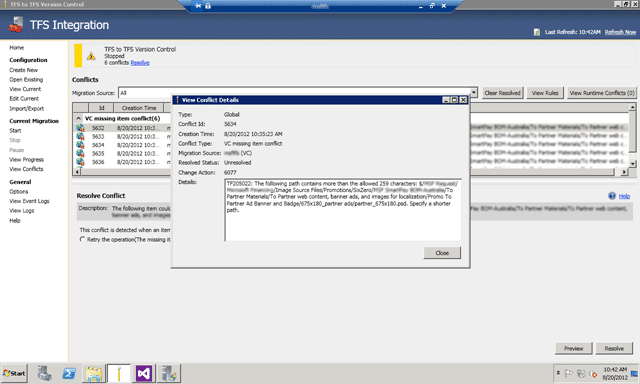 TFS to TFS Version Control
TFS Integration
Last Refresh: 10:42AM Refresh Now
Home
Configuration
Create New
Open Existing
View Current
Edit Current
Import/Export
Current Migration
Start
Stop
Pause
View Progress
View Conflicts
General
Options
View Event Logs
View Logs
Help
TFS to TFS Version Control
Stopped
6 conflicts Resolve
Conflicts
Migration Source: All
Clear Resolved View Rules View Runtime Conflicts (0)
Id Creation Time
VC missing item conflict(6)
5632 8/20/2012 10:3...
5633 8/20/2012 10:3...
5634 8/20/2012 10:3...
5635 8/20/2012 10:3...
5636 8/20/2012 10:3...
Resolve Conflict
Help
Description: The following item could
banner ads, and images
This conflict is detected when an item
Retry the operation(The missing it
Preview Resolve
View Conflict Details
Type: Global
Conflict Id: 5634
Creation Time: 8/20/2012 10:35:23 AM
Conflict Type: VC missing item conflict
Migration Source: (VC)
Resolved Status: Unresolved
Change Action: 6077
Details: TF205022: The following path contains more than the allowed 259 characters: $/
/Image Source Files/Promotions/SixZero/ /To
Partner Materials/To Partner web content, banner ads, and images for localization/Promo To
Partner Ad Banner and Badge/675x180_partner ads/partner_675x180.psd. Specify a shorter
path.
Close
Start
10:42 AM
8/20/2012